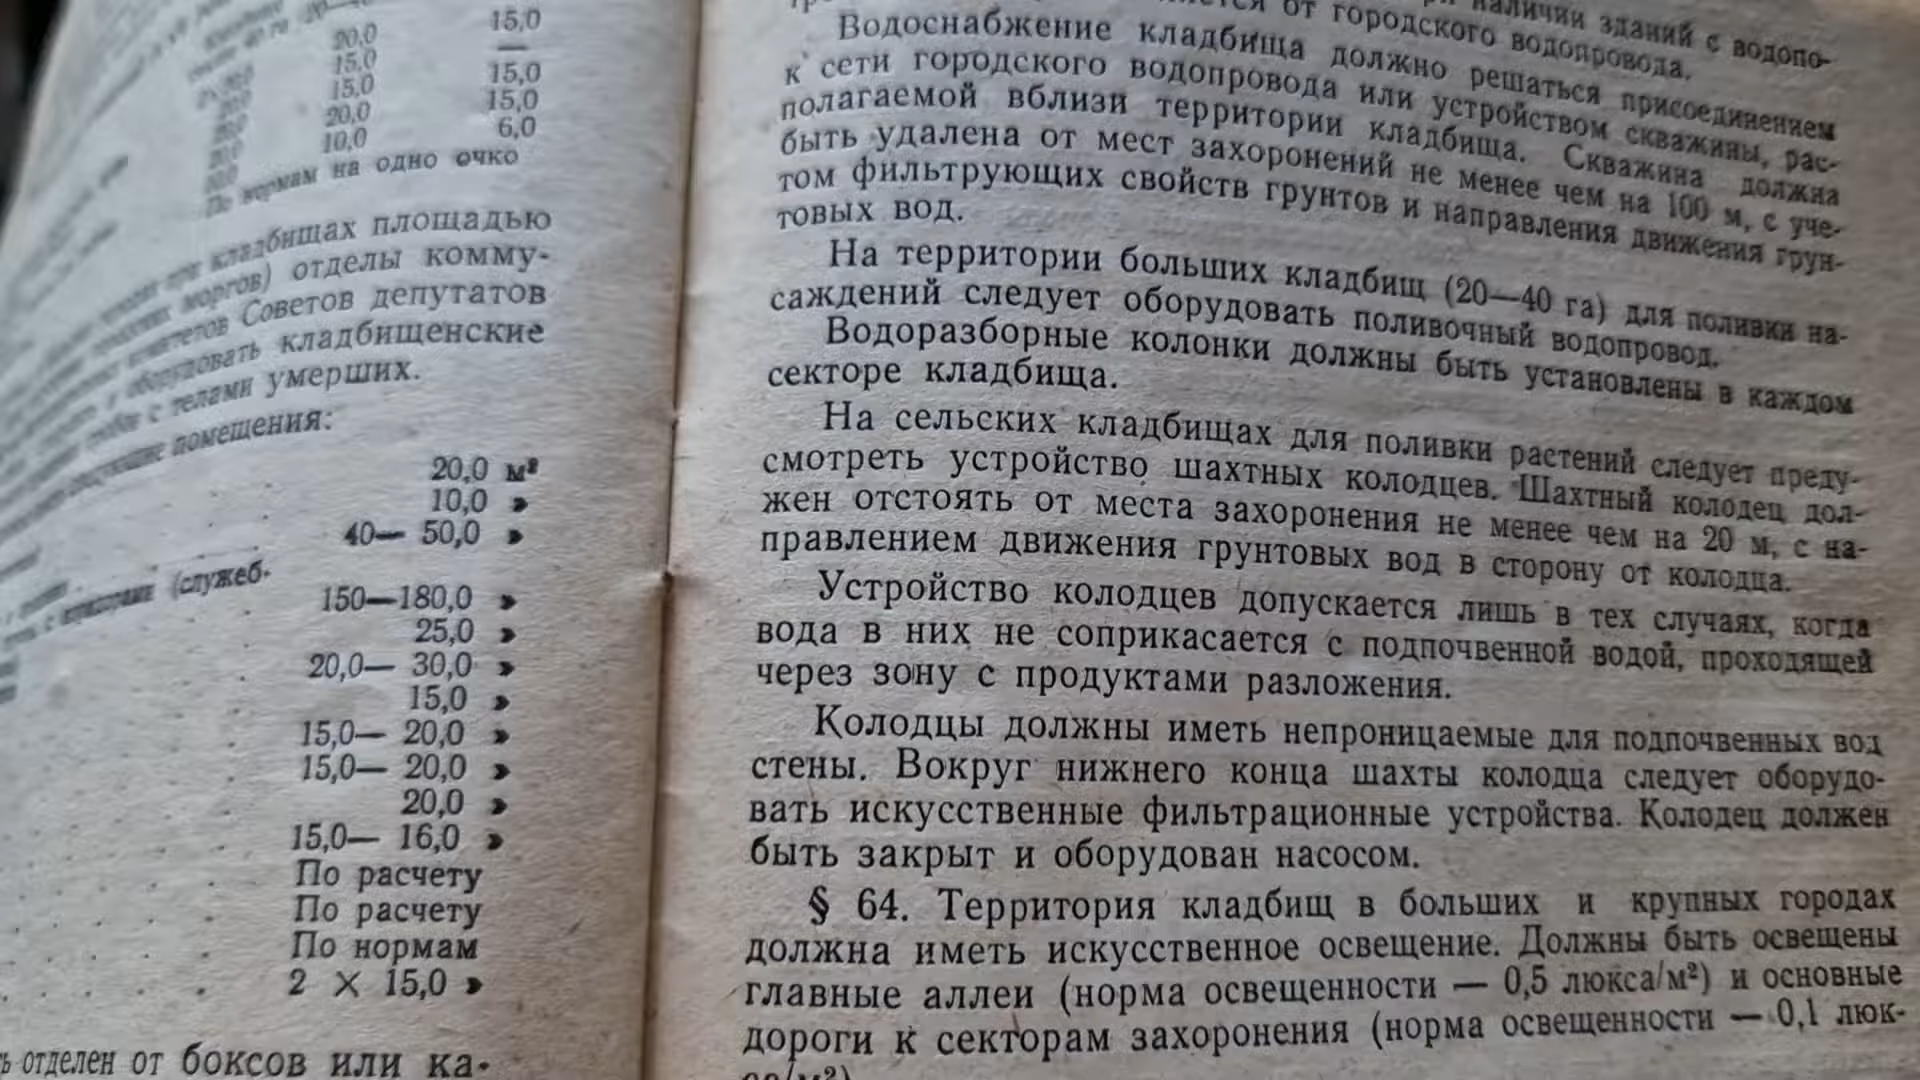 15,0
20,0
15,0 —
15,0 15,0
20,0 15,0
10,0 6,0
По нормам на одно очко
кладбищах площадью
моргов) отделы комму-
Советов депутатов
оборудовать кладбищенские
с телами умерших.
помещения:
20,0 м²
10,0 »
40— 50,0 »
(служеб-
150—180,0 »
25,0 »
20,0— 30,0 »
15,0 »
15,0— 20,0 »
15,0— 20,0 »
20,0 »
15,0— 16,0 »
По расчету
По расчету
По нормам
2 × 15,0 »
отделен от боксов или ка-
наличии зданий с водопо-
от городского водопровода.
Водоснабжение кладбища должно решаться присоединением
к сети городского водопровода или устройством скважины, рас-
полагаемой вблизи территории кладбища. Скважина должна
быть удалена от мест захоронений не менее чем на 100 м, с уче-
том фильтрующих свойств грунтов и направления движения грун-
товых вод.
На территории больших кладбищ (20—40 га) для поливки на-
саждений следует оборудовать поливочный водопровод.
Водоразборные колонки должны быть установлены в каждом
секторе кладбища.
На сельских кладбищах для поливки растений следует преду-
смотреть устройство шахтных колодцев. Шахтный колодец дол-
жен отстоять от места захоронения не менее чем на 20 м, с на-
правлением движения грунтовых вод в сторону от колодца.
Устройство колодцев допускается лишь в тех случаях, когда
вода в них не соприкасается с подпочвенной водой, проходящей
через зону с продуктами разложения.
Колодцы должны иметь непроницаемые для подпочвенных вод
стены. Вокруг нижнего конца шахты колодца следует оборудо-
вать искусственные фильтрационные устройства. Колодец должен
быть закрыт и оборудован насосом.
§ 64. Территория кладбищ в больших и крупных городах
должна иметь искусственное освещение. Должны быть освещены
главные аллеи (норма освещенности — 0,5 люкса/м²) и основные
дороги к секторам захоронения (норма освещенности — 0,1 люк-